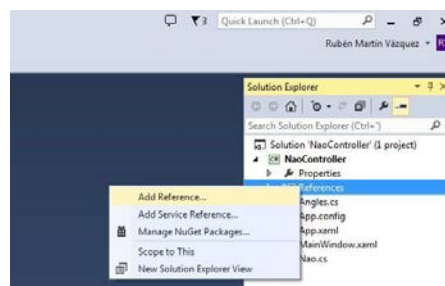 3 Quick Launch (Ctrl+Q)
Rubén Martín Vázquez
Solution Explorer
Search Solution Explorer (Ctrl+')
Solution 'NaoController' (1 project)
NaoController
Properties
References
Angles.cs
App.config
App.xaml
MainWindow.xaml
Nao.cs
Add Reference...
Add Service Reference...
Manage NuGet Packages...
Scope to This
New Solution Explorer View